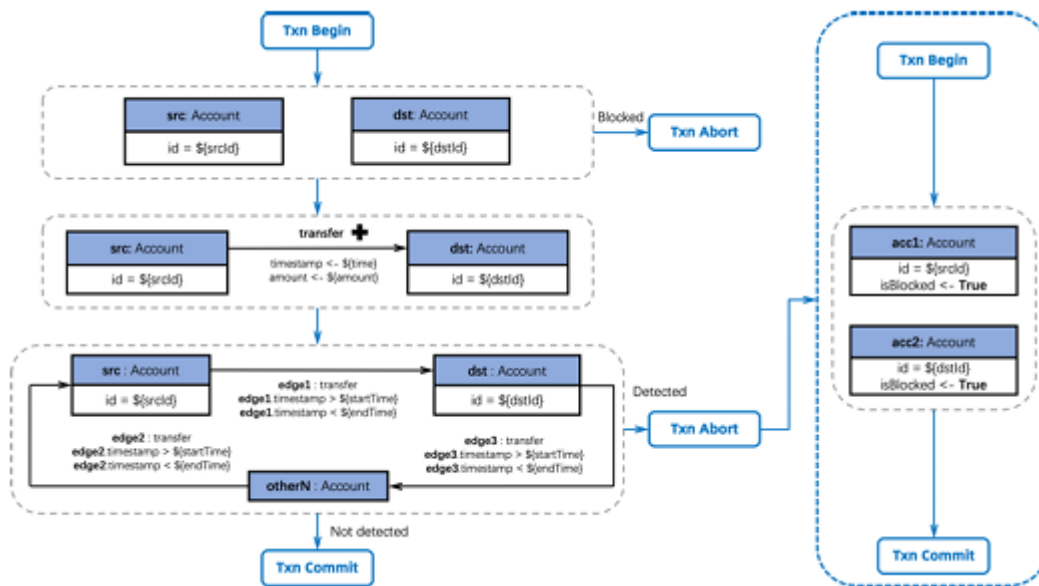 Txn Begin
src: Account
id = ${srcId}
dst: Account
id = ${dstId}
Blocked
Txn Abort
transfer
src: Account
id = ${srcId}
timestamp <- ${time}
amount <- ${amount)
dst: Account
id = ${dstId}
src : Account
id = ${srcId}
edge1 : transfer
edge1.timestamp > ${startTime}
edge1.timestamp < ${endTime}
dst : Account
id = ${dstId}
edge2 : transfer
edge2.timestamp > ${startTime}
edge2.timestamp < ${endTime}
edge3 : transfer
edge3.timestamp > ${startTime}
edge3.timestamp < ${endTime}
otherN : Account
Detected
Txn Abort
Not detected
Txn Commit
Txn Begin
acc1: Account
id = ${srcId}
isBlocked <- True
acc2: Account
id = ${dstId}
isBlocked <- True
Txn Commit